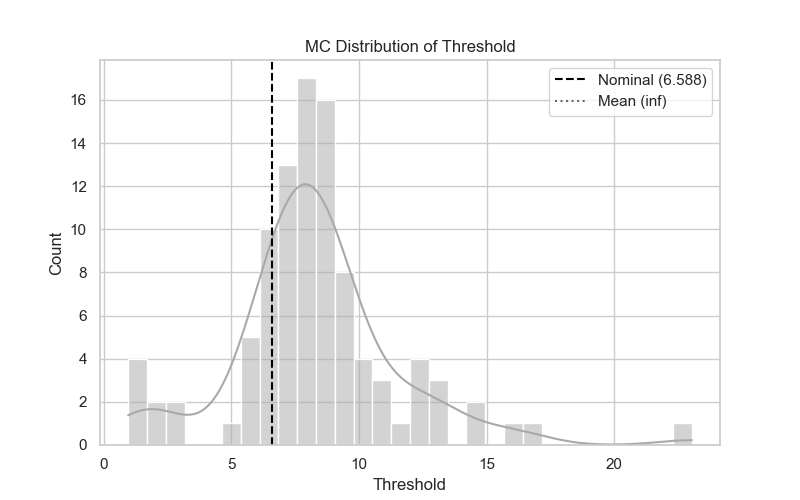 MC Distribution of Threshold
Nominal (6.588)
Mean (inf)
16
14
12
10
8
6
4
2
0
Count
0 5 10 15 20
Threshold